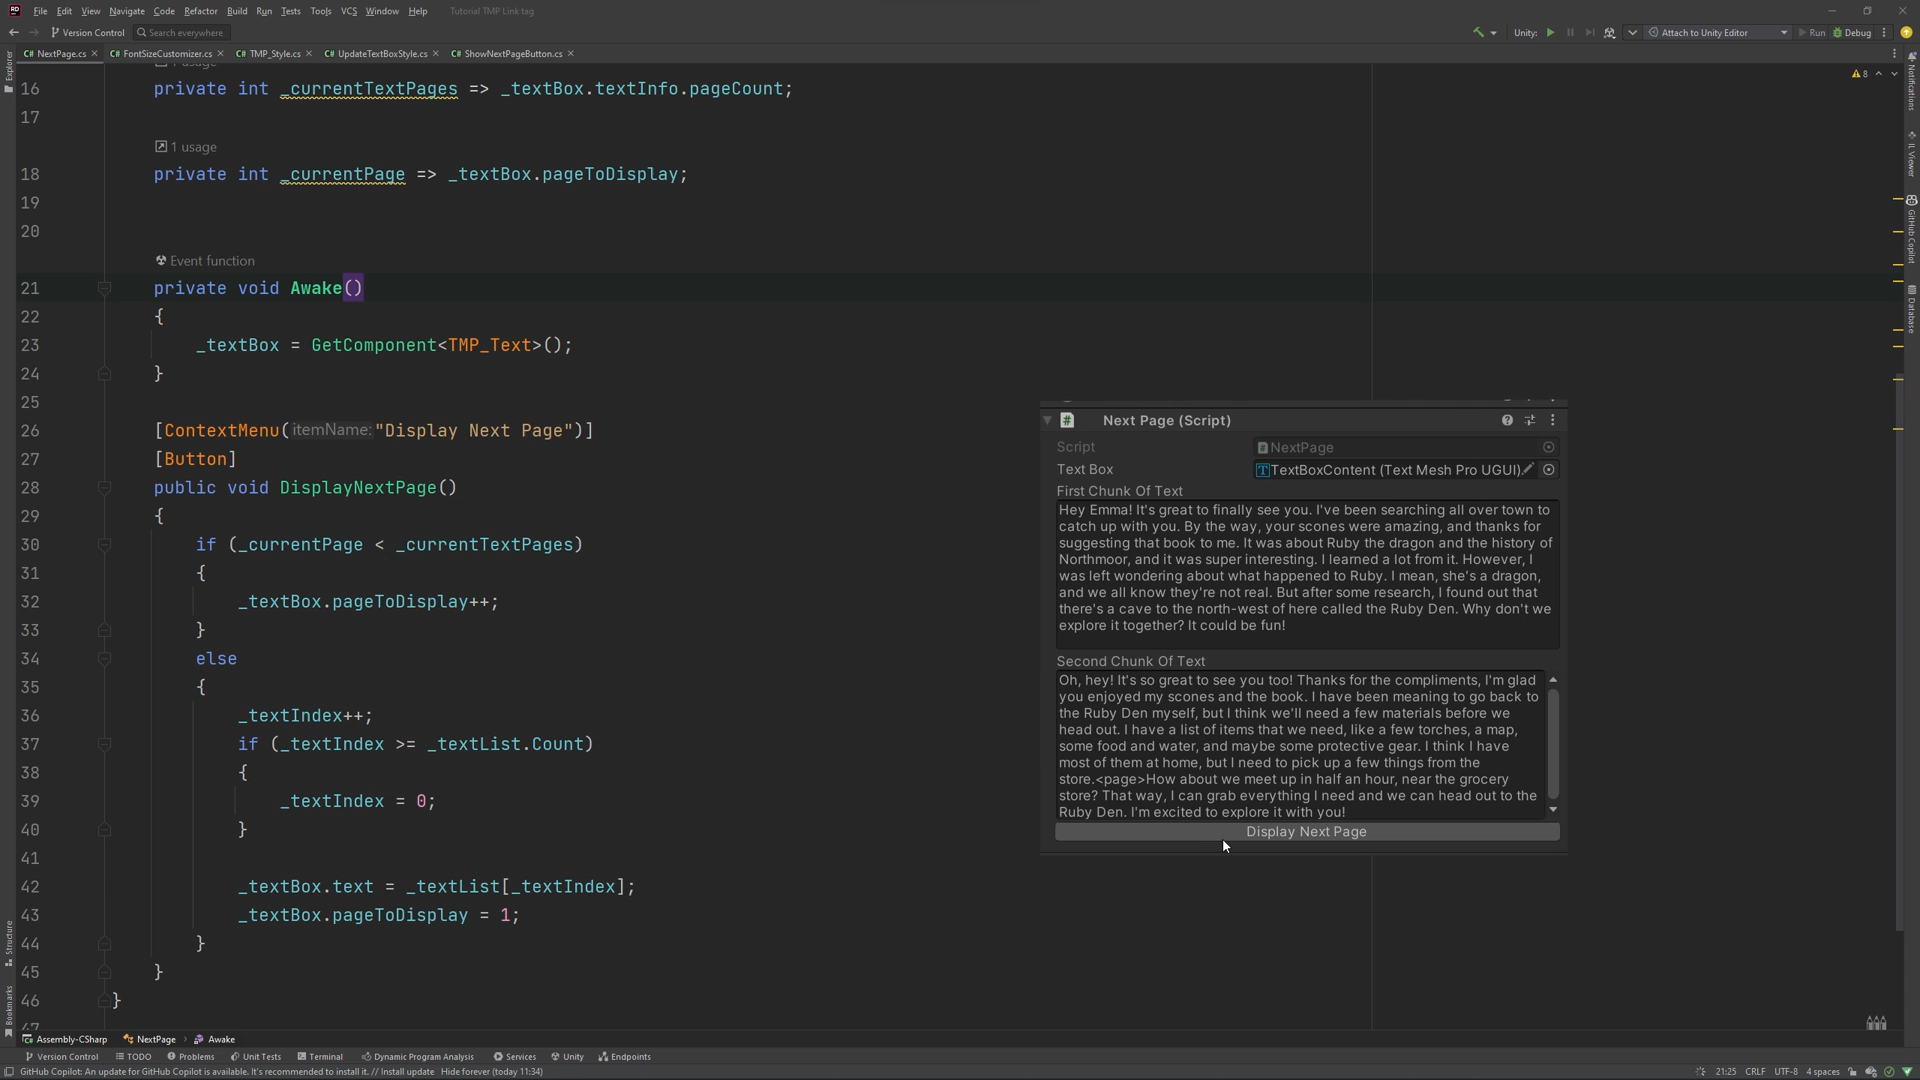 File Edit View Navigate Code Refactor Build Run Tests Tools VCS Window Help Tutorial TMP Link tag
Version Control Search everywhere Unity: Attach to Unity Editor Run Debug
C# NextPage.cs C# FontSizeCustomizer.cs C# TMP_Style.cs C# UpdateTextBoxStyle.cs C# ShowNextPageButton.cs
8
1 usage
16 private int _currentTextPages => _textBox.textInfo.pageCount;
17
1 usage
18 private int _currentPage => _textBox.pageToDisplay;
19
20
Event function
21 private void Awake()
22 {
23 _textBox = GetComponent<TMP_Text>();
24 }
25
26 [ContextMenu(itemName:"Display Next Page")]
27 [Button]
28 public void DisplayNextPage()
29 {
30 if (_currentPage < _currentTextPages)
31 {
32 _textBox.pageToDisplay++;
33 }
34 else
35 {
36 _textIndex++;
37 if (_textIndex >= _textList.Count)
38 {
39 _textIndex = 0;
40 }
41
42 _textBox.text = _textList[_textIndex];
43 _textBox.pageToDisplay = 1;
44 }
45 }
46 }
47
Next Page (Script)
Script NextPage
Text Box TextBoxContent (Text Mesh Pro UGUI)
First Chunk Of Text
Hey Emma! It's great to finally see you. I've been searching all over town to
catch up with you. By the way, your scones were amazing, and thanks for
suggesting that book to me. It was about Ruby the dragon and the history of
Northmoor, and it was super interesting. I learned a lot from it. However, I
was left wondering about what happened to Ruby. I mean, she's a dragon,
and we all know they're not real. But after some research, I found out that
there's a cave to the north-west of here called the Ruby Den. Why don't we
explore it together? It could be fun!
Second Chunk Of Text
Oh, hey! It's so great to see you too! Thanks for the compliments, I'm glad
you enjoyed my scones and the book. I have been meaning to go back to
the Ruby Den myself, but I think we'll need a few materials before we
head out. I have a list of items that we need, like a few torches, a map,
some food and water, and maybe some protective gear. I think I have
most of them at home, but I need to pick up a few things from the
store.<page>How about we meet up in half an hour, near the grocery
store? That way, I can grab everything I need and we can head out to the
Ruby Den. I'm excited to explore it with you!
Display Next Page
Explorer
Structure
Bookmarks
Notifications
IL Viewer
GitHub Copilot
Database
Assembly-CSharp NextPage Awake
Version Control TODO Problems Unit Tests Terminal Dynamic Program Analysis Services Unity Endpoints
GitHub Copilot: An update for GitHub Copilot is available. It's recommended to install it. // Install update Hide forever (today 11:34) 21:25 CRLF UTF-8 4 spaces